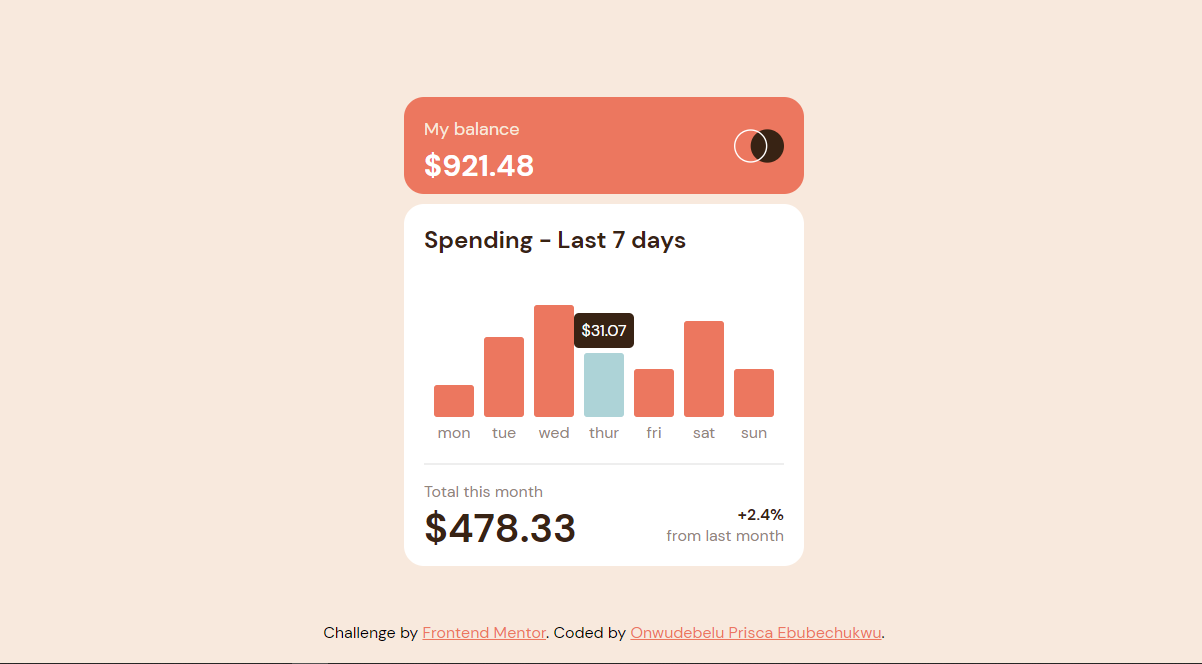 My balance
$921.48
Spending - Last 7 days
$31.07
mon tue wed thur fri sat sun
Total this month
$478.33
+2.4%
from last month
Challenge by Frontend Mentor. Coded by Onwudebelu Prisca Ebubechukwu.